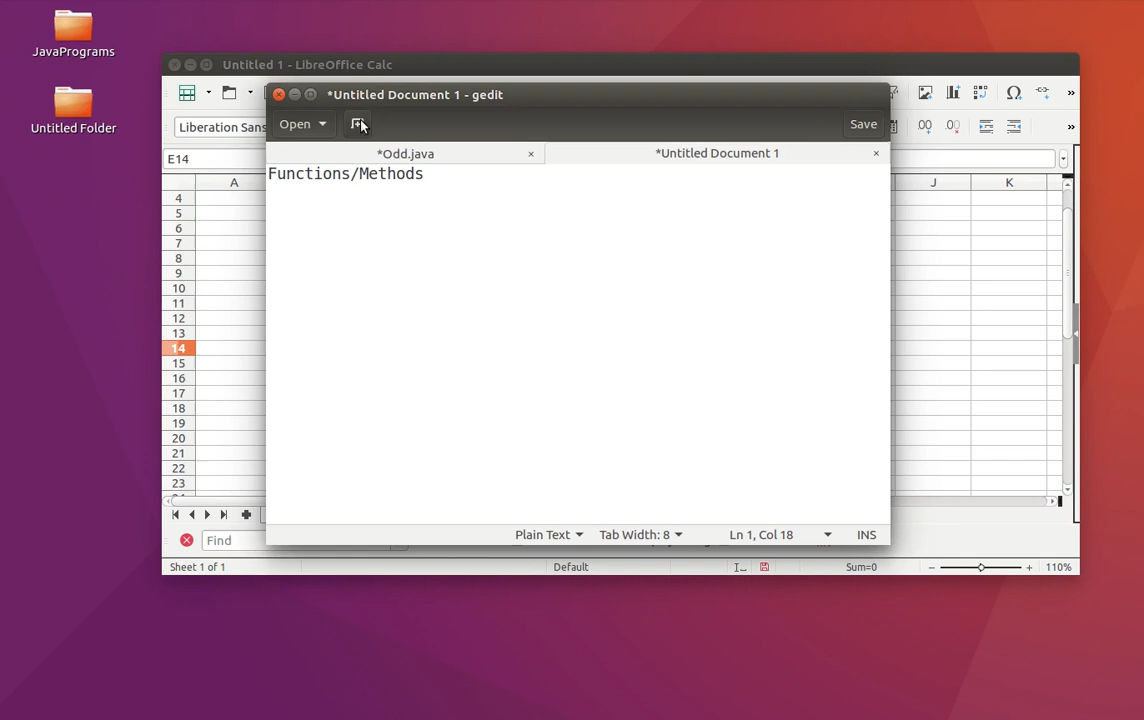 JavaPrograms
Untitled Folder
Untitled 1 - LibreOffice Calc
*Untitled Document 1 - gedit
Open
Save
Liberation Sans
*Odd.java ×
*Untitled Document 1 ×
E14
Functions/Methods
A J K
4
5
6
7
8
9
10
11
12
13
14
15
16
17
18
19
20
21
22
23
Plain Text Tab Width: 8 Ln 1, Col 18 INS
Find
Sheet 1 of 1 Default Sum=0 110%